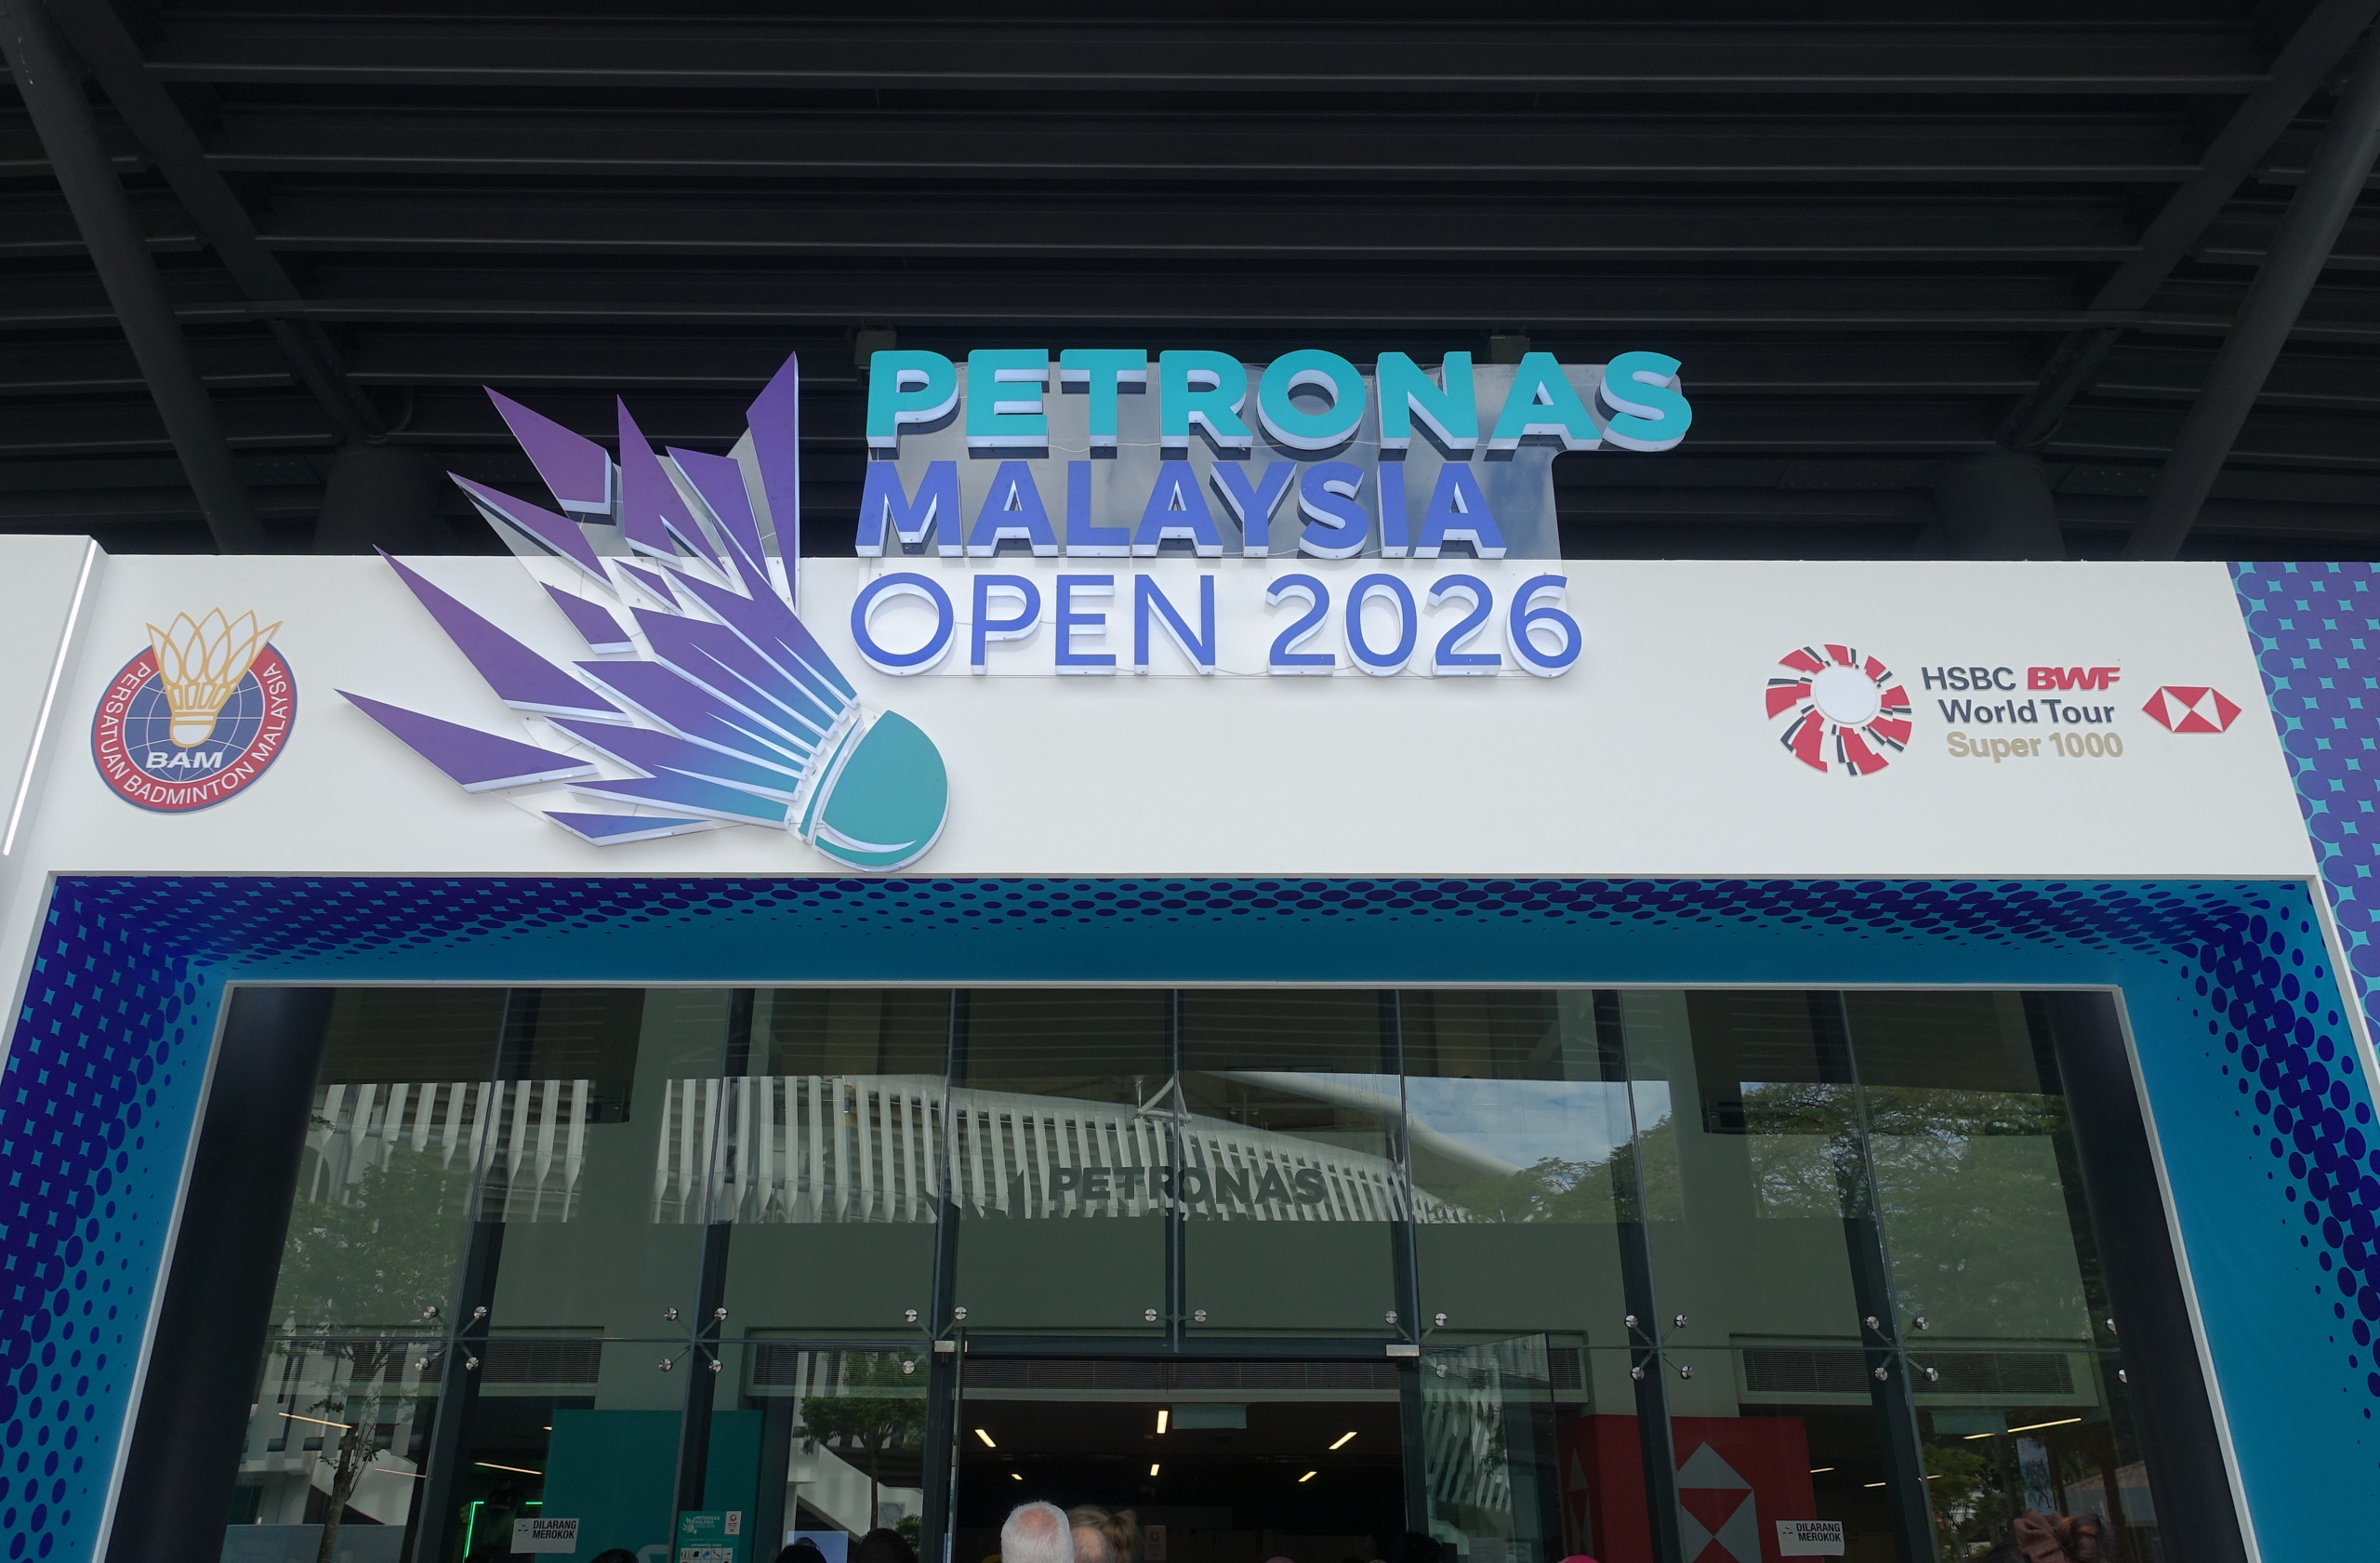 PETRONAS
MALAYSIA
OPEN 2026
PERSATUAN BADMINTON MALAYSIA
BAM
HSBC BWF
World Tour
Super 1000
PETRONAS
DILARANG
MEROKOK
DILARANG
MEROKOK